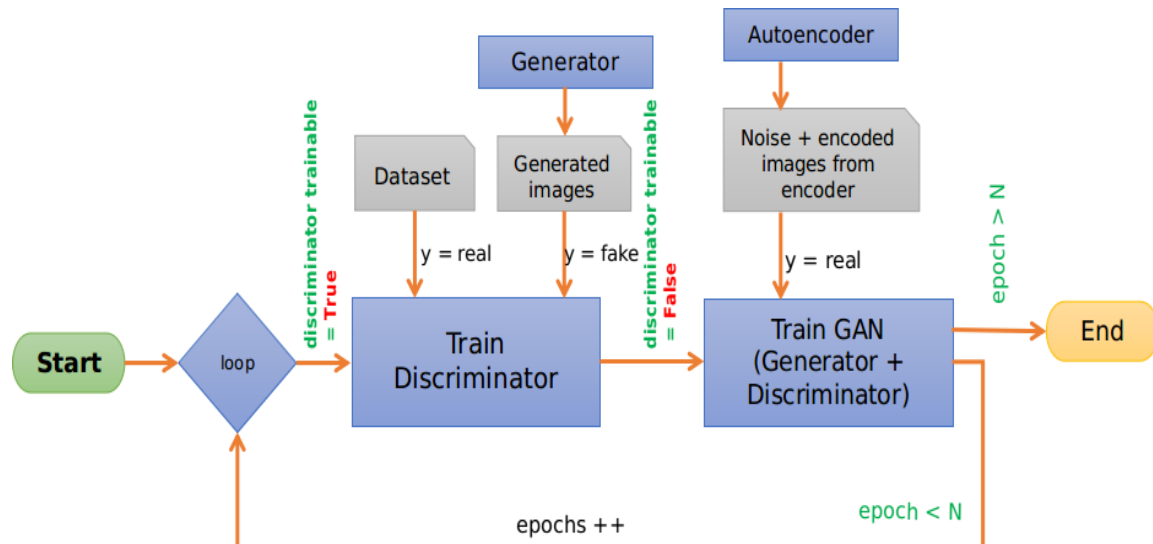 Autoencoder
Generator
discriminator trainable
= True
Dataset
Generated
images
discriminator trainable
= False
Noise + encoded
images from
encoder
epoch > N
y = real
y = fake
y = real
Start
loop
Train
Discriminator
Train GAN
(Generator +
Discriminator)
End
epochs ++
epoch < N